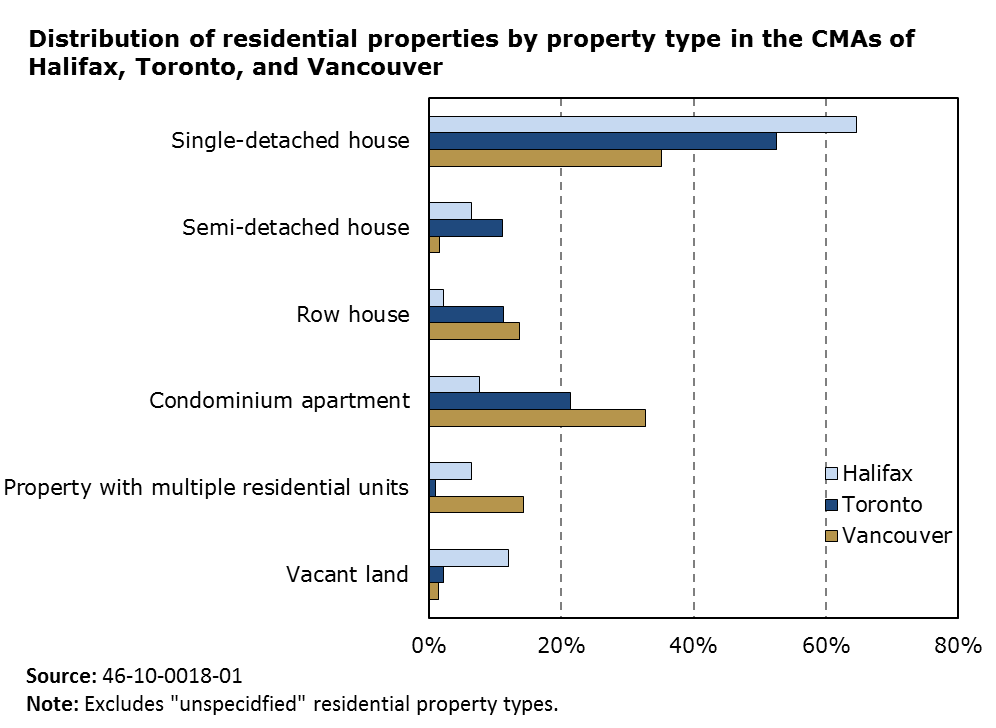 Distribution of residential properties by property type in the CMAs of
Halifax, Toronto, and Vancouver
Single-detached house
Semi-detached house
Row house
Condominium apartment
Property with multiple residential units
Vacant land
Halifax
Toronto
Vancouver
0% 20% 40% 60% 80%
Source: 46-10-0018-01
Note: Excludes "unspecidfied" residential property types.